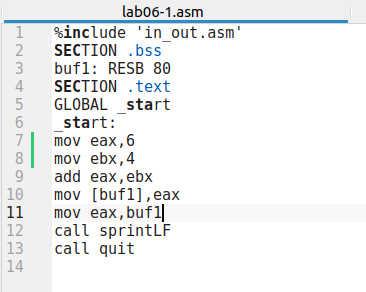 lab06-1.asm
1 %include 'in_out.asm'
2 SECTION .bss
3 buf1: RESB 80
4 SECTION .text
5 GLOBAL _start
6 _start:
7 mov eax,6
8 mov ebx,4
9 add eax,ebx
10 mov [buf1],eax
11 mov eax,buf1
12 call sprintLF
13 call quit
14